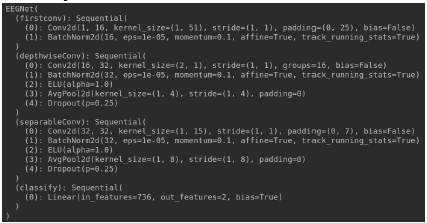 EEGNet(
  (firstconv): Sequential(
    (0): Conv2d(1, 16, kernel_size=(1, 51), stride=(1, 1), padding=(0, 25), bias=False)
    (1): BatchNorm2d(16, eps=1e-05, momentum=0.1, affine=True, track_running_stats=True)
  )
  (depthwiseConv): Sequential(
    (0): Conv2d(16, 32, kernel_size=(2, 1), stride=(1, 1), groups=16, bias=False)
    (1): BatchNorm2d(32, eps=1e-05, momentum=0.1, affine=True, track_running_stats=True)
    (2): ELU(alpha=1.0)
    (3): AvgPool2d(kernel_size=(1, 4), stride=(1, 4), padding=0)
    (4): Dropout(p=0.25)
  )
  (separableConv): Sequential(
    (0): Conv2d(32, 32, kernel_size=(1, 15), stride=(1, 1), padding=(0, 7), bias=False)
    (1): BatchNorm2d(32, eps=1e-05, momentum=0.1, affine=True, track_running_stats=True)
    (2): ELU(alpha=1.0)
    (3): AvgPool2d(kernel_size=(1, 8), stride=(1, 8), padding=0)
    (4): Dropout(p=0.25)
  )
  (classify): Sequential(
    (0): Linear(in_features=736, out_features=2, bias=True)
  )
)